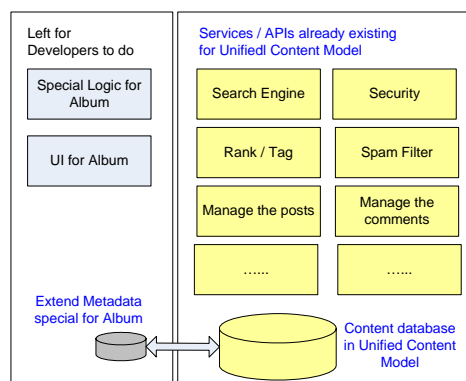 Left for
Developers to do
Special Logic for
Album
UI for Album
Extend Metadata
special for Album
Services / APIs already existing
for Unifiedl Content Model
Search Engine
Security
Rank / Tag
Spam Filter
Manage the posts
Manage the
comments
…...
…...
Content database
in Unified Content
Model